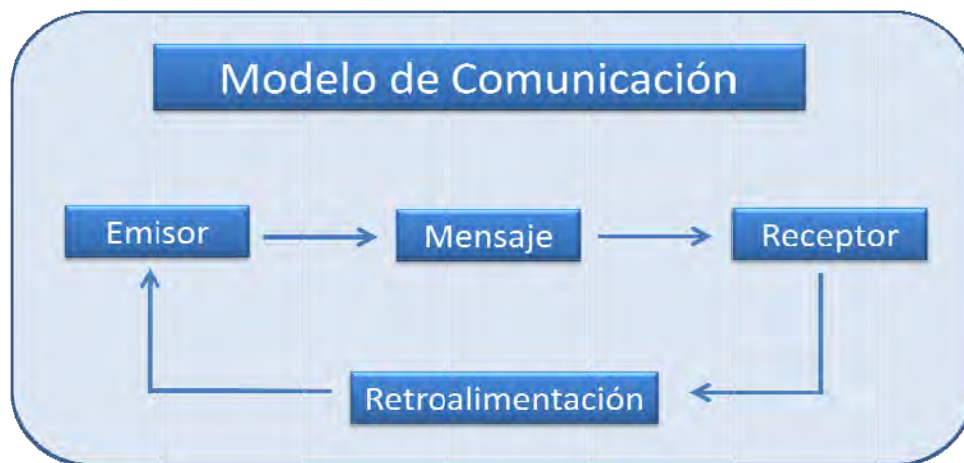 Modelo de Comunicación
Emisor
Mensaje
Receptor
Retroalimentación